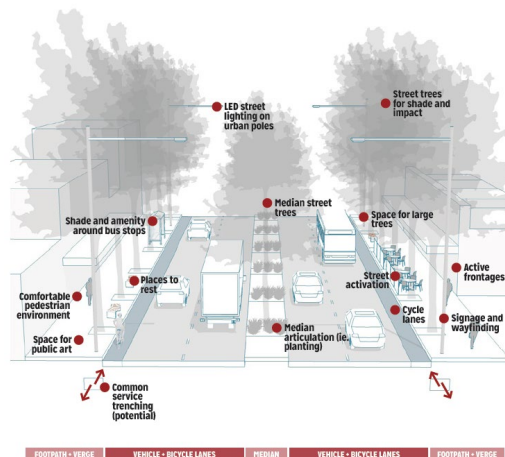 LED street
lighting on
urban poles
Street trees
for shade and
impact
Median street
trees
Shade and amenity
around bus stops
Space for large
trees
Places to
rest
Street
activation
Active
frontages
Comfortable
pedestrian
environment
Cycle
lanes
Signage and
wayfinding
Space for
public art
Median
articulation (ie.
planting)
Common
service
trenching
(potential)
FOOTPATH + VERGE
VEHICLE + BICYCLE LANES
MEDIAN
VEHICLE + BICYCLE LANES
FOOTPATH + VERGE